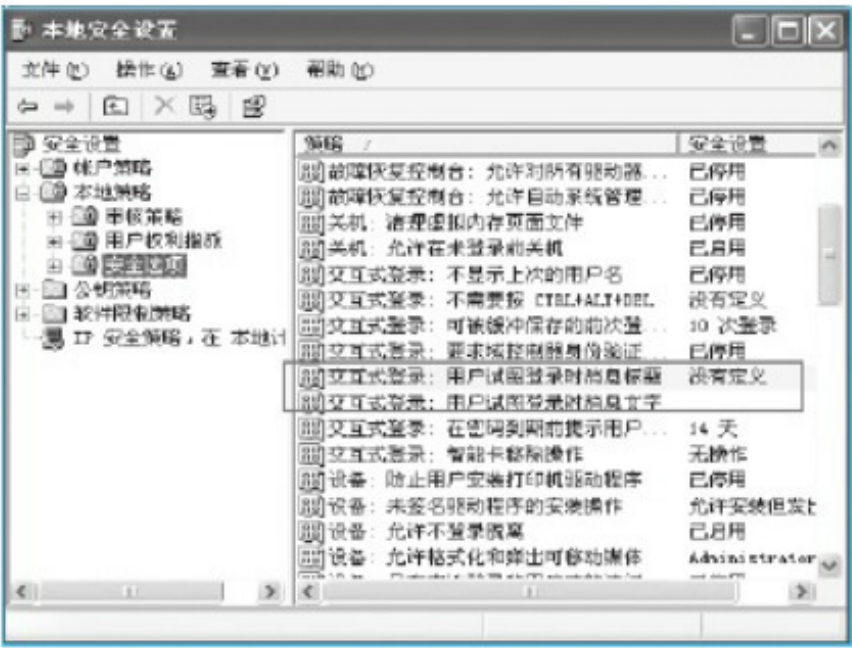 本地安全设置
文件(F) 操作(A) 查看(V) 帮助(H)
安全设置
帐户策略
本地策略
审核策略
用户权利指派
安全选项
公钥策略
软件限制策略
IP 安全策略，在 本地计
策略 / 安全设置
故障恢复控制台: 允许对所有驱动器... 已停用
故障恢复控制台: 允许自动系统管理... 已停用
关机: 清理虚拟内存页面文件 已停用
关机: 允许在未登录前关机 已启用
交互式登录: 不显示上次的用户名 已停用
交互式登录: 不需要按 CTRL+ALT+DEL 没有定义
交互式登录: 可被缓冲保存的前次登... 10 次登录
交互式登录: 要求域控制器身份验证... 已停用
交互式登录: 用户试图登录时消息标题 没有定义
交互式登录: 用户试图登录时消息文字
交互式登录: 在密码到期前提示用户... 14 天
交互式登录: 智能卡移除操作 无操作
设备: 防止用户安装打印机驱动程序 已停用
设备: 未签名驱动程序的安装操作 允许安装但发
设备: 允许不登录脱离 已启用
设备: 允许格式化和弹出可移动媒体 Administrator